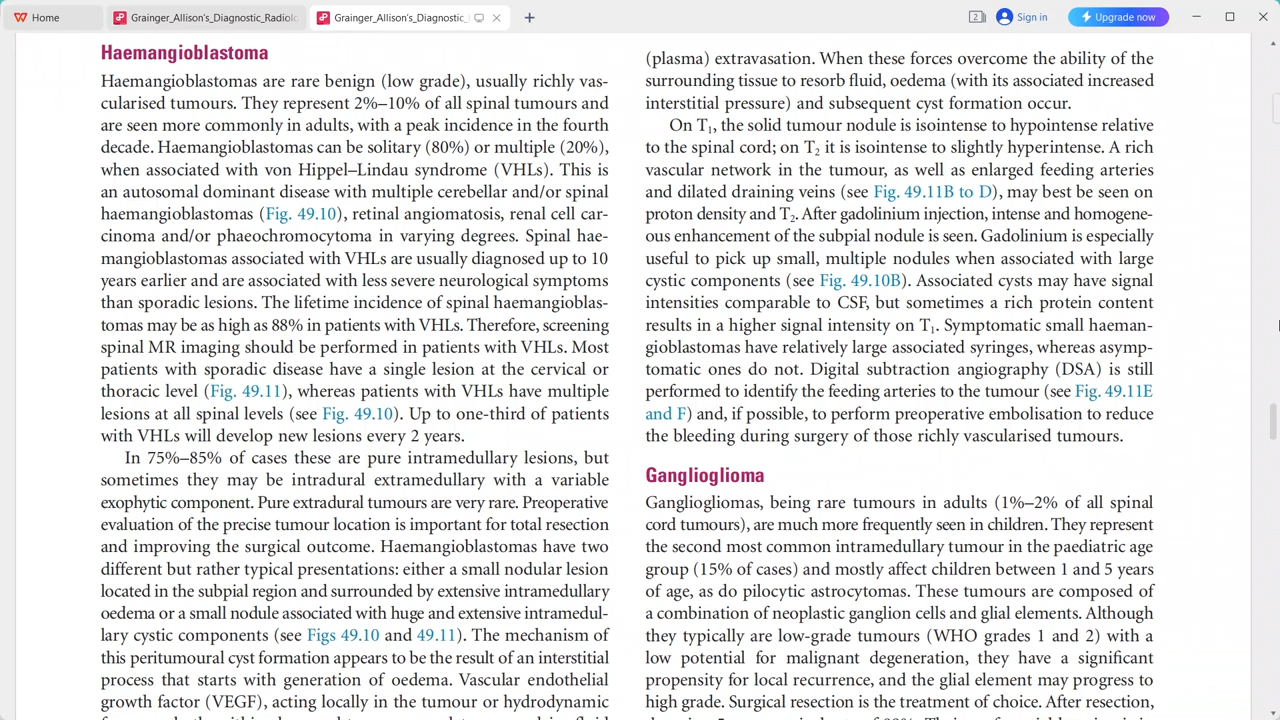 Home
Grainger_Allison's_Diagnostic_Radiolo
Grainger_Allison's_Diagnostic_
2
Sign in
Upgrade now
Haemangioblastoma
Haemangioblastomas are rare benign (low grade), usually richly vas-
cularised tumours. They represent 2%–10% of all spinal tumours and
are seen more commonly in adults, with a peak incidence in the fourth
decade. Haemangioblastomas can be solitary (80%) or multiple (20%),
when associated with von Hippel–Lindau syndrome (VHLs). This is
an autosomal dominant disease with multiple cerebellar and/or spinal
haemangioblastomas (Fig. 49.10), retinal angiomatosis, renal cell car-
cinoma and/or phaeochromocytoma in varying degrees. Spinal hae-
mangioblastomas associated with VHLs are usually diagnosed up to 10
years earlier and are associated with less severe neurological symptoms
than sporadic lesions. The lifetime incidence of spinal haemangioblas-
tomas may be as high as 88% in patients with VHLs. Therefore, screening
spinal MR imaging should be performed in patients with VHLs. Most
patients with sporadic disease have a single lesion at the cervical or
thoracic level (Fig. 49.11), whereas patients with VHLs have multiple
lesions at all spinal levels (see Fig. 49.10). Up to one-third of patients
with VHLs will develop new lesions every 2 years.
In 75%–85% of cases these are pure intramedullary lesions, but
sometimes they may be intradural extramedullary with a variable
exophytic component. Pure extradural tumours are very rare. Preoperative
evaluation of the precise tumour location is important for total resection
and improving the surgical outcome. Haemangioblastomas have two
different but rather typical presentations: either a small nodular lesion
located in the subpial region and surrounded by extensive intramedullary
oedema or a small nodule associated with huge and extensive intramedul-
lary cystic components (see Figs 49.10 and 49.11). The mechanism of
this peritumoural cyst formation appears to be the result of an interstitial
process that starts with generation of oedema. Vascular endothelial
growth factor (VEGF), acting locally in the tumour or hydrodynamic
(plasma) extravasation. When these forces overcome the ability of the
surrounding tissue to resorb fluid, oedema (with its associated increased
interstitial pressure) and subsequent cyst formation occur.
On T1, the solid tumour nodule is isointense to hypointense relative
to the spinal cord; on T2 it is isointense to slightly hyperintense. A rich
vascular network in the tumour, as well as enlarged feeding arteries
and dilated draining veins (see Fig. 49.11B to D), may best be seen on
proton density and T2. After gadolinium injection, intense and homogene-
ous enhancement of the subpial nodule is seen. Gadolinium is especially
useful to pick up small, multiple nodules when associated with large
cystic components (see Fig. 49.10B). Associated cysts may have signal
intensities comparable to CSF, but sometimes a rich protein content
results in a higher signal intensity on T1. Symptomatic small haeman-
gioblastomas have relatively large associated syringes, whereas asymp-
tomatic ones do not. Digital subtraction angiography (DSA) is still
performed to identify the feeding arteries to the tumour (see Fig. 49.11E
and F) and, if possible, to perform preoperative embolisation to reduce
the bleeding during surgery of those richly vascularised tumours.
Ganglioglioma
Gangliogliomas, being rare tumours in adults (1%–2% of all spinal
cord tumours), are much more frequently seen in children. They represent
the second most common intramedullary tumour in the paediatric age
group (15% of cases) and mostly affect children between 1 and 5 years
of age, as do pilocytic astrocytomas. These tumours are composed of
a combination of neoplastic ganglion cells and glial elements. Although
they typically are low-grade tumours (WHO grades 1 and 2) with a
low potential for malignant degeneration, they have a significant
propensity for local recurrence, and the glial element may progress to
high grade. Surgical resection is the treatment of choice. After resection,